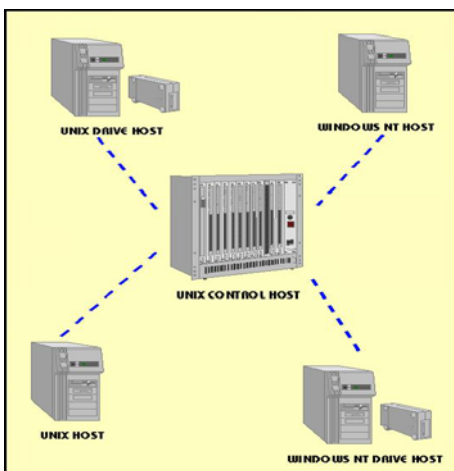 UNIX DRIVE HOST
WINDOWS NT HOST
UNIX CONTROL HOST
UNIX HOST
WINDOWS NT DRIVE HOST